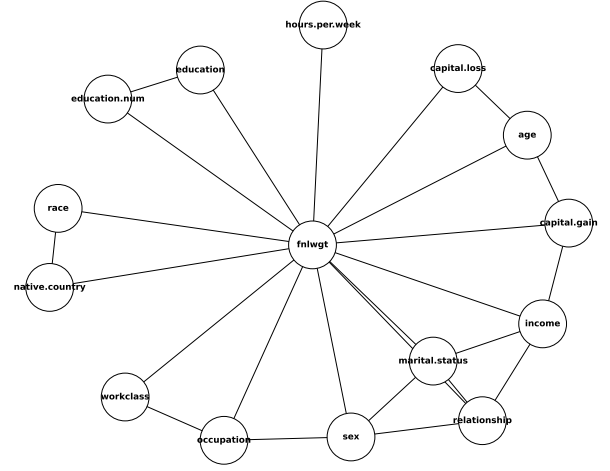 hours.per.week
education
capital.loss
education.num
age
race
capital.gain
fnlwgt
native.country
income
marital.status
workclass
relationship
occupation
sex